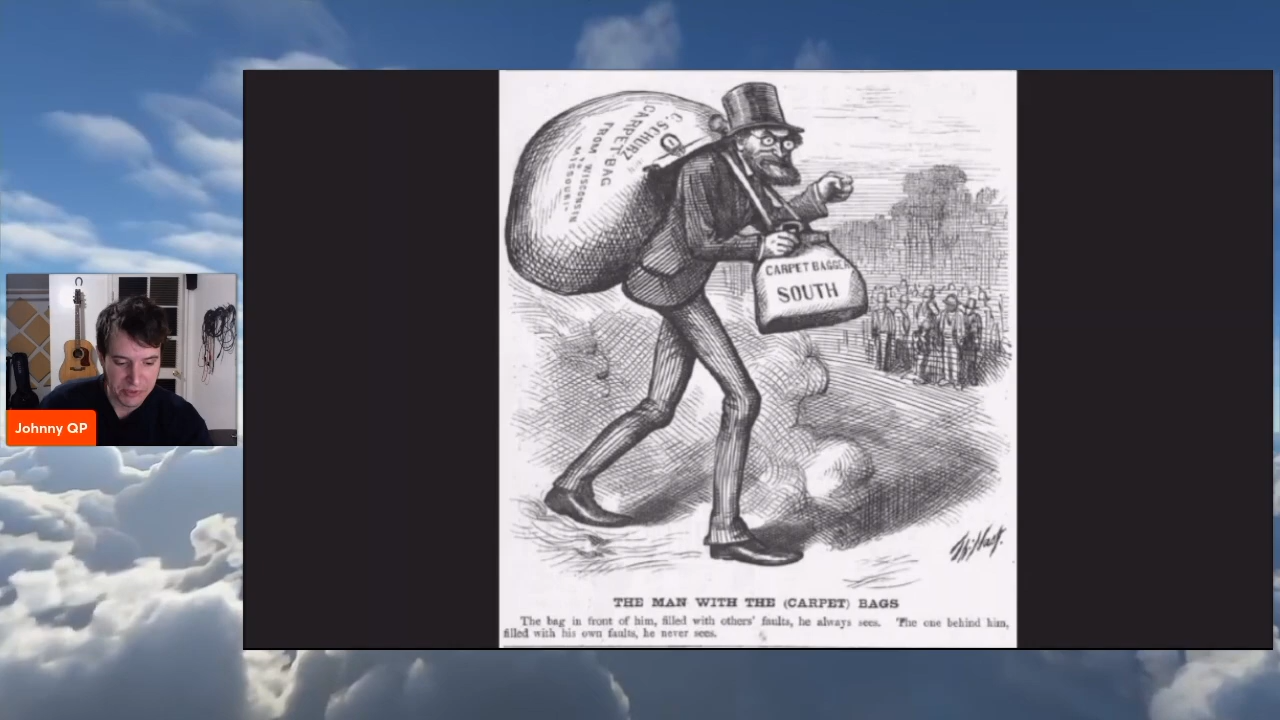 C. SCHURZ
CARPET-BAG
FROM WISCONSIN
TO
MISSOURI
CARPET BAGGER
SOUTH
Johnny QP
Th: Nast.
THE MAN WITH THE (CARPET) BAGS
The bag in front of him, filled with others' faults, he always sees. The one behind him,
filled with his own faults, he never sees.